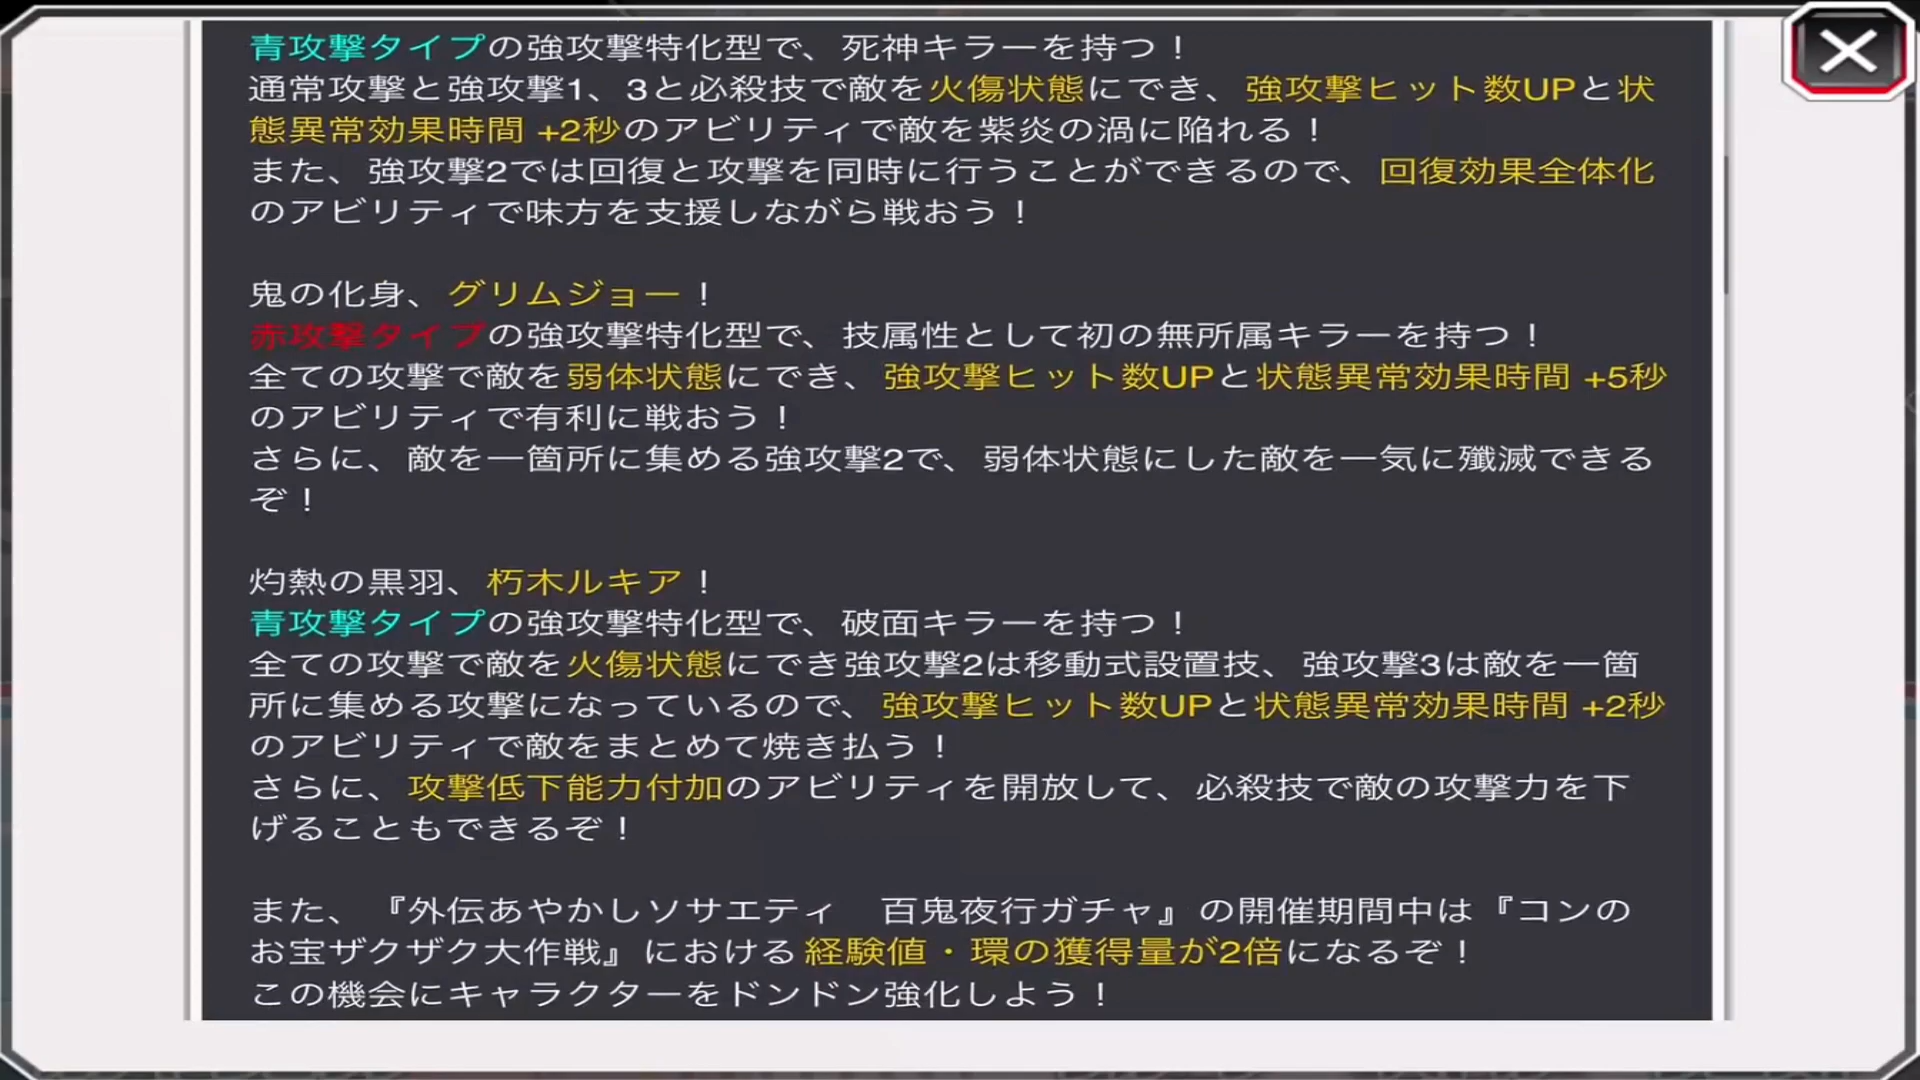 青攻撃タイプの強攻撃特化型で、死神キラーを持つ！
通常攻撃と強攻撃1、3と必殺技で敵を火傷状態にでき、強攻撃ヒット数UPと状
態異常効果時間 +2秒のアビリティで敵を紫炎の渦に陥れる！
また、強攻撃2では回復と攻撃を同時に行うことができるので、回復効果全体化
のアビリティで味方を支援しながら戦おう！
鬼の化身、グリムジョー！
赤攻撃タイプの強攻撃特化型で、技属性として初の無所属キラーを持つ！
全ての攻撃で敵を弱体状態にでき、強攻撃ヒット数UPと状態異常効果時間 +5秒
のアビリティで有利に戦おう！
さらに、敵を一箇所に集める強攻撃2で、弱体状態にした敵を一気に殲滅できる
ぞ！
灼熱の黒羽、朽木ルキア！
青攻撃タイプの強攻撃特化型で、破面キラーを持つ！
全ての攻撃で敵を火傷状態にでき強攻撃2は移動式設置技、強攻撃3は敵を一箇
所に集める攻撃になっているので、強攻撃ヒット数UPと状態異常効果時間 +2秒
のアビリティで敵をまとめて焼き払う！
さらに、攻撃低下能力付加のアビリティを開放して、必殺技で敵の攻撃力を下
げることもできるぞ！
また、『外伝あやかしソサエティ　百鬼夜行ガチャ』の開催期間中は『コンの
お宝ザクザク大作戦』における経験値・環の獲得量が2倍になるぞ！
この機会にキャラクターをドンドン強化しよう！